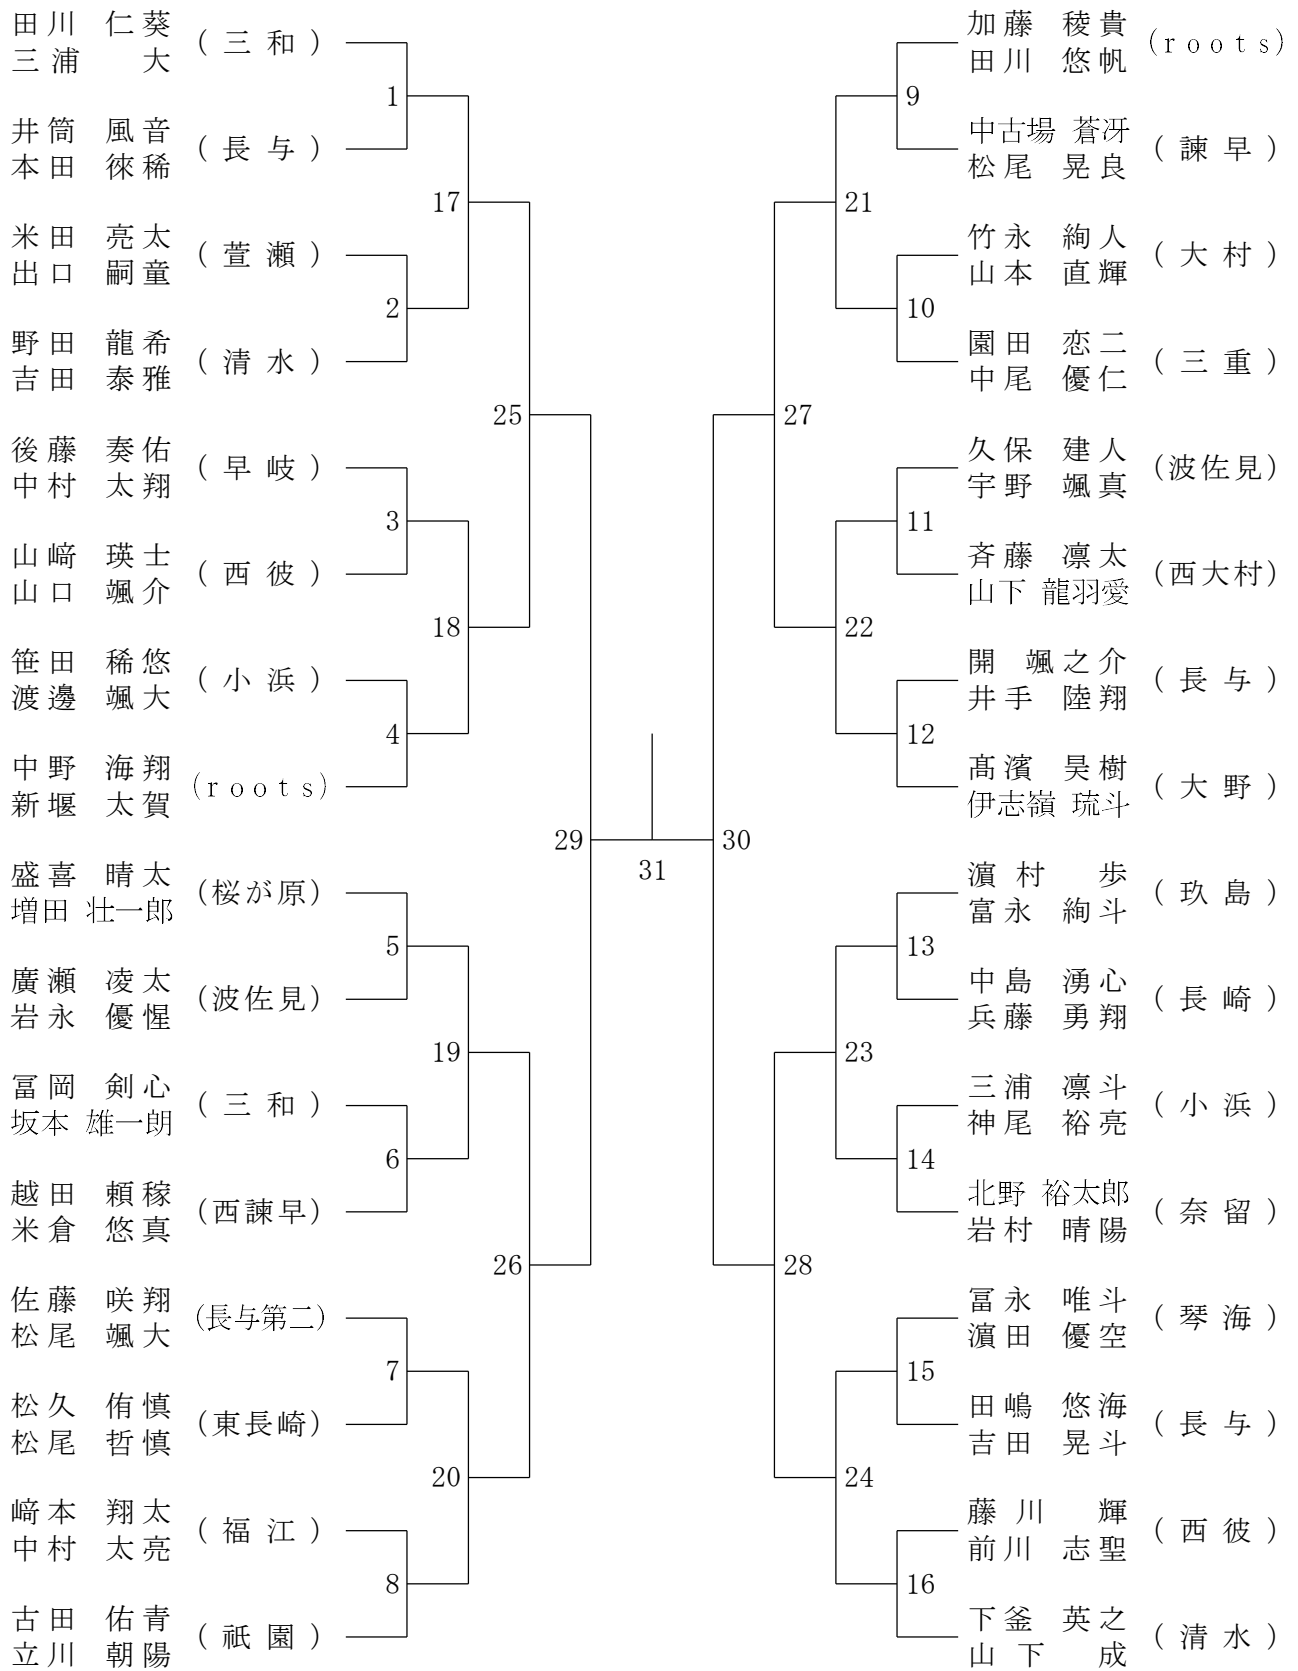 田川 仁葵
三浦 大
(三和)
1
井筒 風音
本田 徠稀
(長与)
17
米田 亮太
出口 嗣童
(萱瀬)
2
野田 龍希
吉田 泰雅
(清水)
25
後藤 奏佑
中村 太翔
(早岐)
3
山﨑 瑛士
山口 颯介
(西彼)
18
笹田 稀悠
渡邊 颯大
(小浜)
4
中野 海翔
新堰 太賀
(roots)
29
盛喜 晴太
増田 壮一郎
(桜が原)
5
廣瀬 凌太
岩永 優惺
(波佐見)
19
冨岡 剣心
坂本 雄一朗
(三和)
6
越田 頼稼
米倉 悠真
(西諫早)
26
佐藤 咲翔
松尾 颯大
(長与第二)
7
松久 侑慎
松尾 哲慎
(東長崎)
20
﨑本 翔太
中村 太亮
(福江)
8
古田 佑青
立川 朝陽
(祇園)
31
加藤 稜貴
田川 悠帆
(roots)
9
中古場 蒼冴
松尾 晃良
(諫早)
21
竹永 絢人
山本 直輝
(大村)
10
園田 恋二
中尾 優仁
(三重)
27
久保 建人
宇野 颯真
(波佐見)
11
斉藤 凛太
山下 龍羽愛
(西大村)
22
開 颯之介
井手 陸翔
(長与)
12
髙濱 昊樹
伊志嶺 琉斗
(大野)
30
濵村 歩
富永 絢斗
(玖島)
13
中島 湧心
兵藤 勇翔
(長崎)
23
三浦 凛斗
神尾 裕亮
(小浜)
14
北野 裕太郎
岩村 晴陽
(奈留)
28
冨永 唯斗
濵田 優空
(琴海)
15
田嶋 悠海
吉田 晃斗
(長与)
24
藤川 輝
前川 志聖
(西彼)
16
下釜 英之
山下 成
(清水)